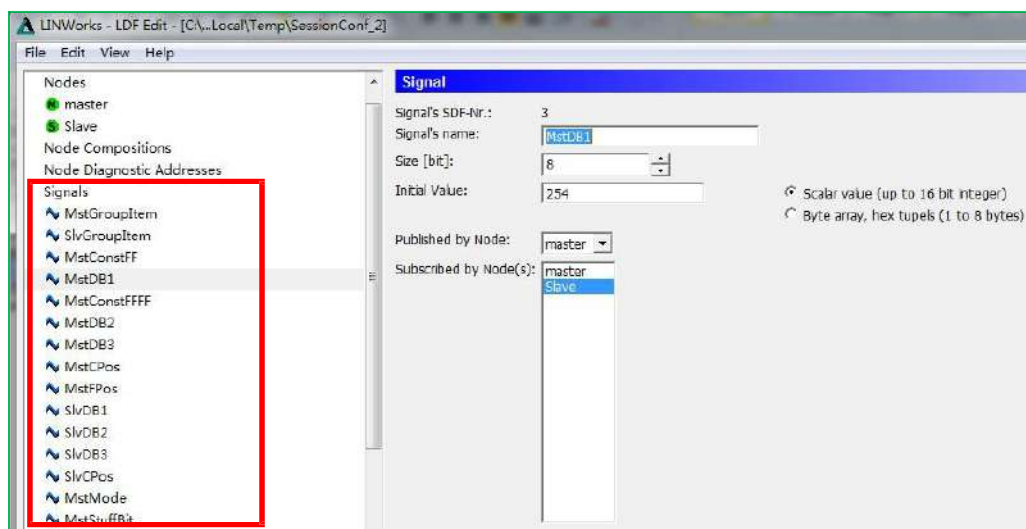 LINWorks - LDF Edit - [C:\...Local\Temp\SessionConf_2]
File Edit View Help
Nodes
master
Slave
Node Compositions
Node Diagnostic Addresses
Signals
MstGroupItem
SlvGroupItem
MstConstFF
MstDB1
MstConstFFFF
MstDB2
MstDB3
MstCPos
MstFPos
SlvDB1
SlvDB2
SlvDB3
SlvCPos
MstMode
MstStuffBit
Signal
Signal's SDF-Nr.: 3
Signal's name: MstDB1
Size [bit]: 8
Initial Value: 254
Scalar value (up to 16 bit integer)
Byte array, hex tupels (1 to 8 bytes)
Published by Node: master
Subscribed by Node(s): master
Slave